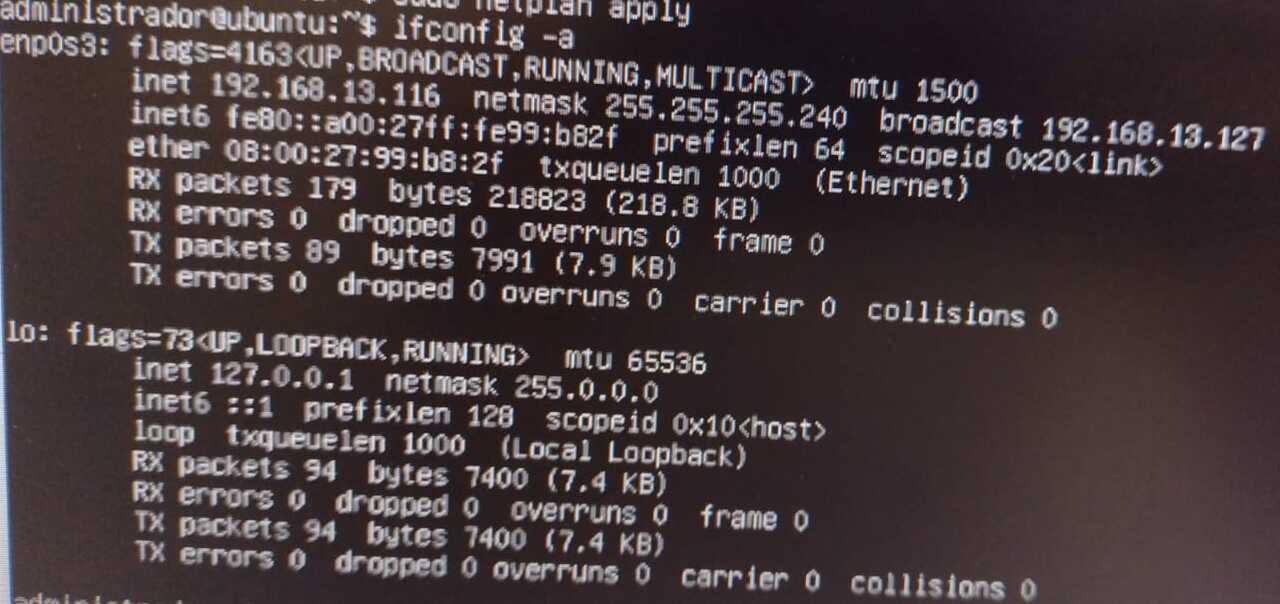 sudo netplan apply
administrador@ubuntu:~$ ifconfig -a
enp0s3: flags=4163<UP,BROADCAST,RUNNING,MULTICAST>  mtu 1500
        inet 192.168.13.116  netmask 255.255.255.240  broadcast 192.168.13.127
        inet6 fe80::a00:27ff:fe99:b82f  prefixlen 64  scopeid 0x20<link>
        ether 08:00:27:99:b8:2f  txqueuelen 1000  (Ethernet)
        RX packets 179  bytes 218823 (218.8 KB)
        RX errors 0  dropped 0  overruns 0  frame 0
        TX packets 89  bytes 7991 (7.9 KB)
        TX errors 0  dropped 0 overruns 0  carrier 0  collisions 0
lo: flags=73<UP,LOOPBACK,RUNNING>  mtu 65536
        inet 127.0.0.1  netmask 255.0.0.0
        inet6 ::1  prefixlen 128  scopeid 0x10<host>
        loop  txqueuelen 1000  (Local Loopback)
        RX packets 94  bytes 7400 (7.4 KB)
        RX errors 0  dropped 0  overruns 0  frame 0
        TX packets 94  bytes 7400 (7.4 KB)
        TX errors 0  dropped 0 overruns 0  carrier 0  collisions 0